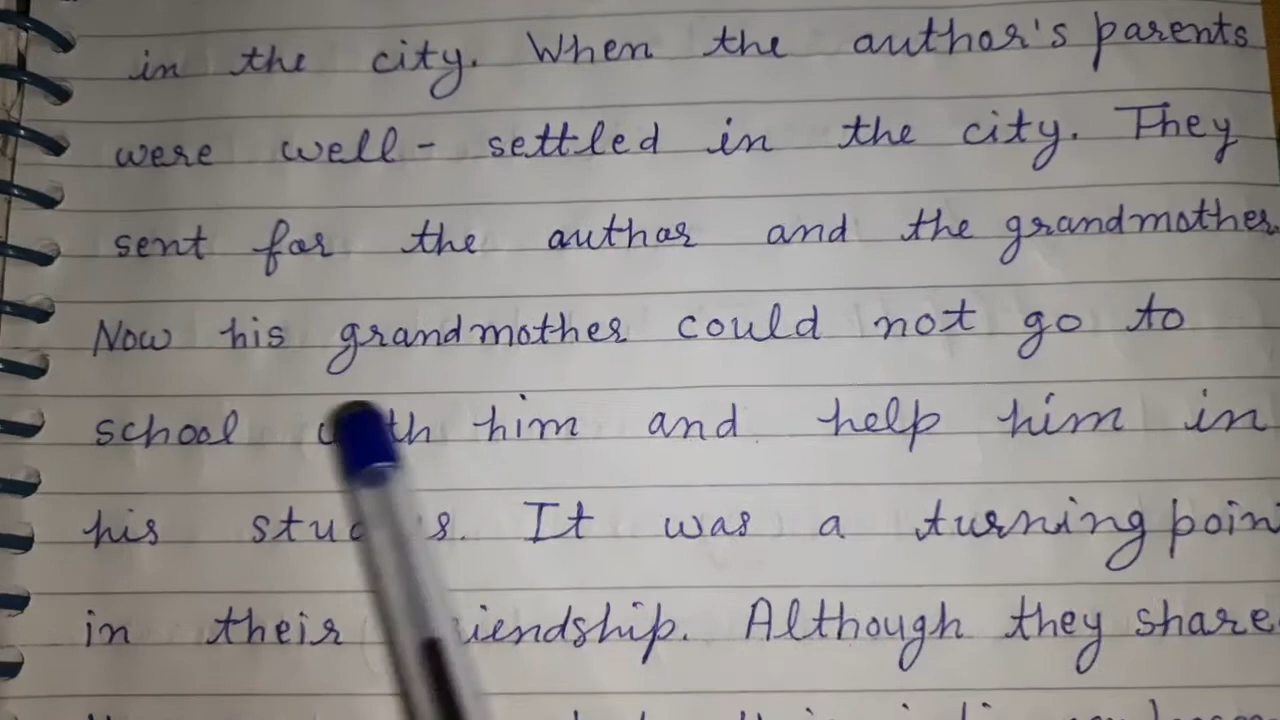 in the city. When the author's parents
were well- settled in the city. They
sent for the author and the grandmother.
Now his grandmother could not go to
school with him and help him in
his It was a turning poin
in their Although they share